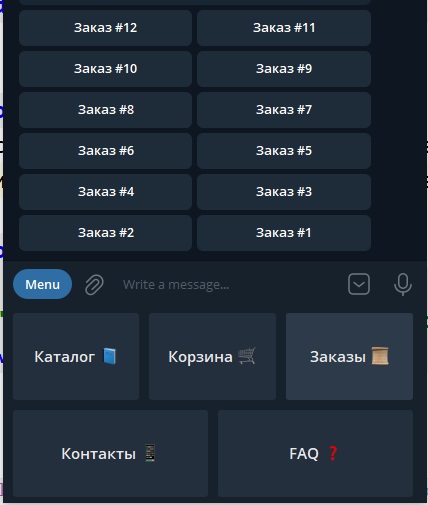 Заказ #12 Заказ #11
Заказ #10 Заказ #9
Заказ #8 Заказ #7
Заказ #6 Заказ #5
Заказ #4 Заказ #3
Заказ #2 Заказ #1
Menu Write a message...
Каталог 📘 Корзина 🛒 Заказы 📜
Контакты 📱 FAQ ❓